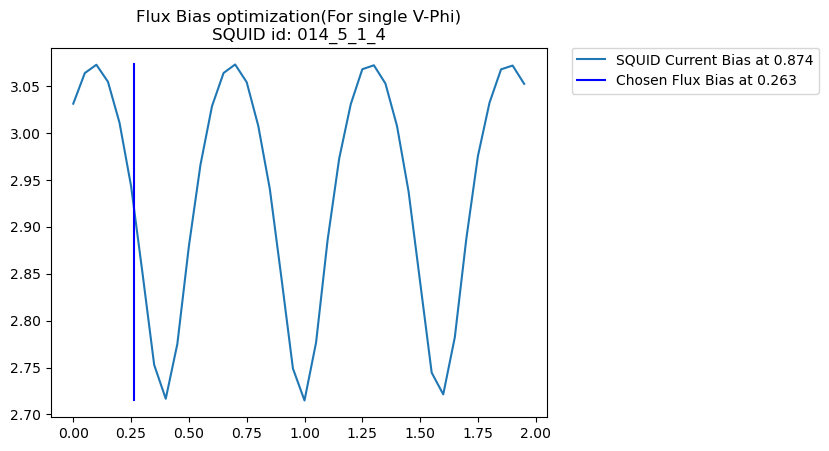 Flux Bias optimization(For single V-Phi)
SQUID id: 014_5_1_4
SQUID Current Bias at 0.874
Chosen Flux Bias at 0.263
3.05
3.00
2.95
2.90
2.85
2.80
2.75
2.70
0.00 0.25 0.50 0.75 1.00 1.25 1.50 1.75 2.00